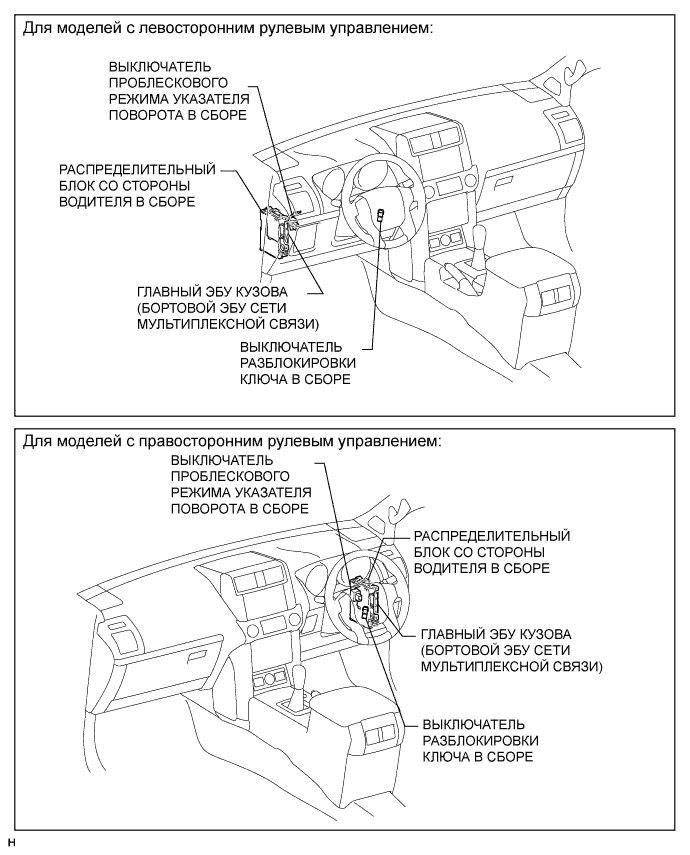 Для моделей с левосторонним рулевым управлением:
ВЫКЛЮЧАТЕЛЬ
ПРОБЛЕСКОВОГО
РЕЖИМА УКАЗАТЕЛЯ
ПОВОРОТА В СБОРЕ
РАСПРЕДЕЛИТЕЛЬНЫЙ
БЛОК СО СТОРОНЫ
ВОДИТЕЛЯ В СБОРЕ
ГЛАВНЫЙ ЭБУ КУЗОВА
(БОРТОВОЙ ЭБУ СЕТИ
МУЛЬТИПЛЕКСНОЙ СВЯЗИ)
ВЫКЛЮЧАТЕЛЬ
РАЗБЛОКИРОВКИ
КЛЮЧА В СБОРЕ
Для моделей с правосторонним рулевым управлением:
ВЫКЛЮЧАТЕЛЬ
ПРОБЛЕСКОВОГО
РЕЖИМА УКАЗАТЕЛЯ
ПОВОРОТА В СБОРЕ
РАСПРЕДЕЛИТЕЛЬНЫЙ
БЛОК СО СТОРОНЫ
ВОДИТЕЛЯ В СБОРЕ
ГЛАВНЫЙ ЭБУ КУЗОВА
(БОРТОВОЙ ЭБУ СЕТИ
МУЛЬТИПЛЕКСНОЙ СВЯЗИ)
ВЫКЛЮЧАТЕЛЬ
РАЗБЛОКИРОВКИ
КЛЮЧА В СБОРЕ
H